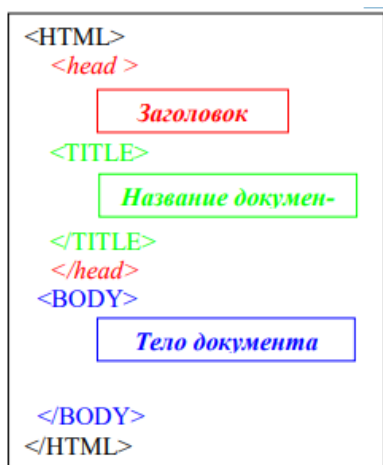 <HTML>
<head >
Заголовок
<TITLE>
Название докумен-
</TITLE>
</head>
<BODY>
Тело документа
</BODY>
</HTML>